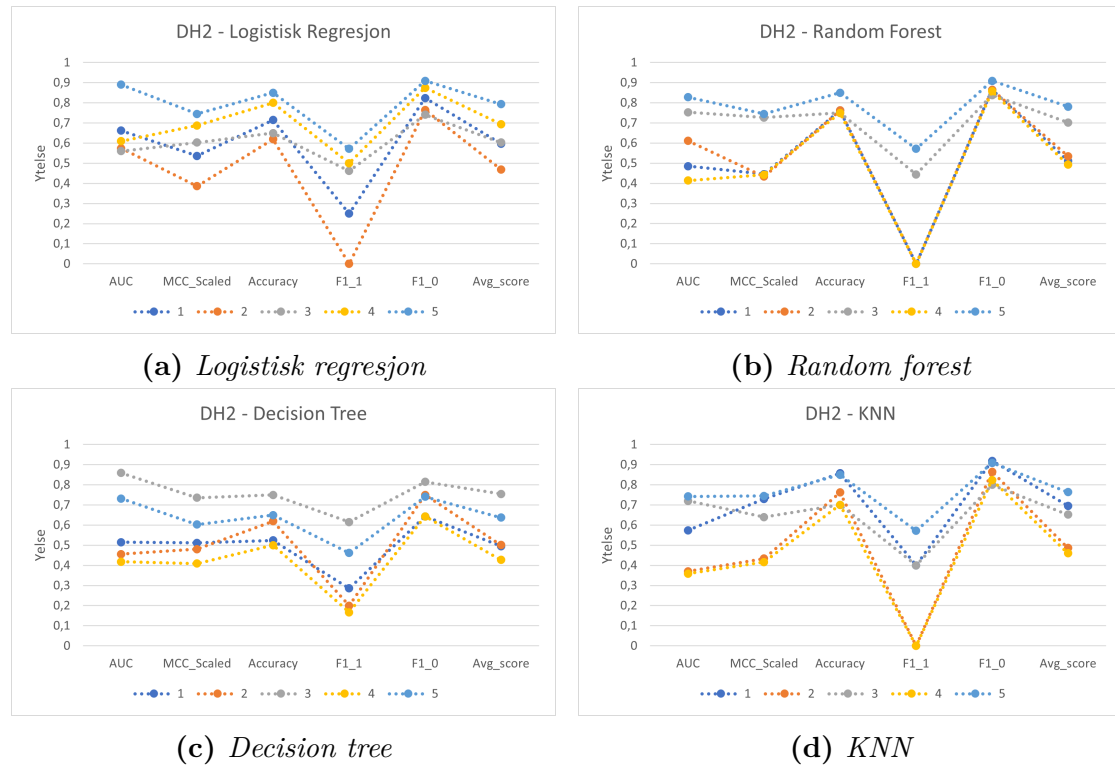 DH2 - Logistisk Regresjon
1
0,9
0,8
0,7
0,6
0,5
0,4
0,3
0,2
0,1
0
Ytelse
AUC MCC_Scaled Accuracy F1_1 F1_0 Avg_score
1 2 3 4 5
(a) Logistisk regresjon
DH2 - Random Forest
1
0,9
0,8
0,7
0,6
0,5
0,4
0,3
0,2
0,1
0
Ytelse
AUC MCC_Scaled Accuracy F1_1 F1_0 Avg_score
1 2 3 4 5
(b) Random forest
DH2 - Decision Tree
1
0,9
0,8
0,7
0,6
0,5
0,4
0,3
0,2
0,1
0
Yelse
AUC MCC_Scaled Accuracy F1_1 F1_0 Avg_score
1 2 3 4 5
(c) Decision tree
DH2 - KNN
1
0,9
0,8
0,7
0,6
0,5
0,4
0,3
0,2
0,1
0
Ytelse
AUC MCC_Scaled Accuracy F1_1 F1_0 Avg_score
1 2 3 4 5
(d) KNN